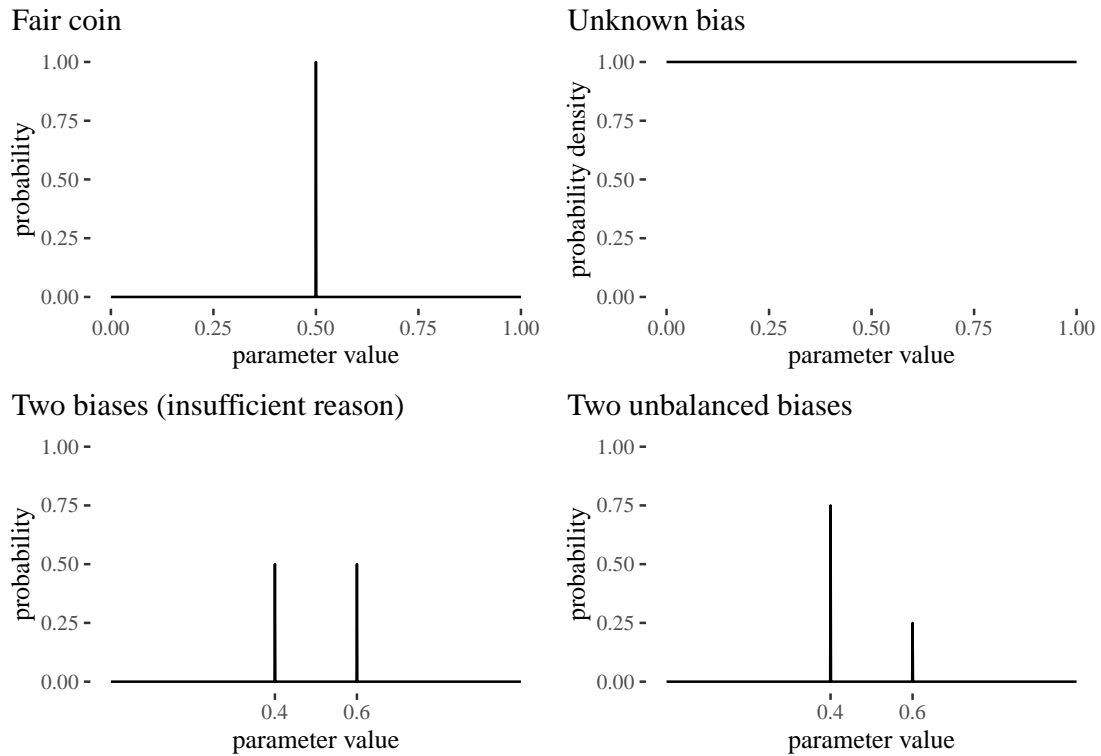 Fair coin
1.00
0.75
0.50
0.25
0.00
probability
0.00 0.25 0.50 0.75 1.00
parameter value
Unknown bias
1.00
0.75
0.50
0.25
0.00
probability density
0.00 0.25 0.50 0.75 1.00
parameter value
Two biases (insufficient reason)
1.00
0.75
0.50
0.25
0.00
probability
0.4 0.6
parameter value
Two unbalanced biases
1.00
0.75
0.50
0.25
0.00
probability
0.4 0.6
parameter value